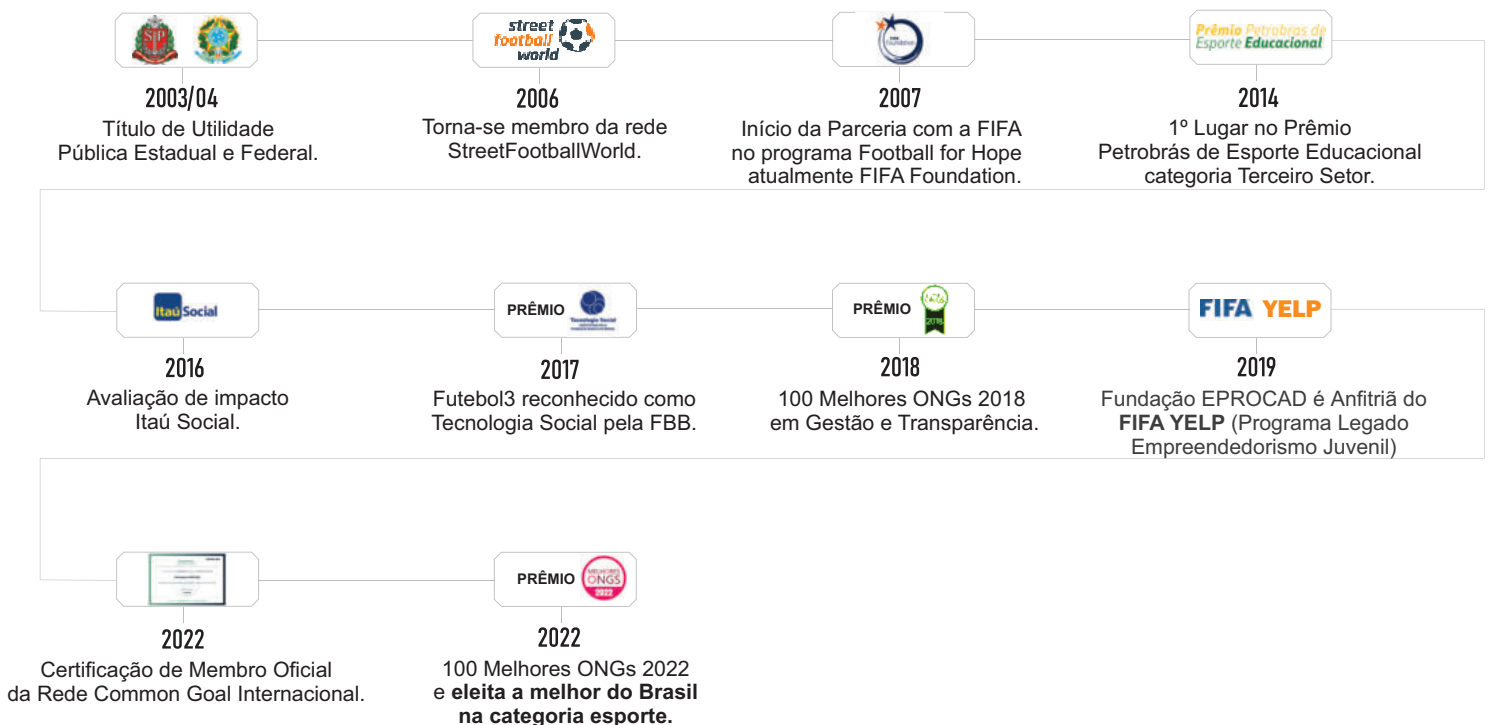 street
football
world
FIFA
Foundation
Prêmio Petrobras de
Esporte Educacional
2003/04
Título de Utilidade
Pública Estadual e Federal.
2006
Torna-se membro da rede
StreetFootballWorld.
2007
Início da Parceria com a FIFA
no programa Football for Hope
atualmente FIFA Foundation.
2014
1º Lugar no Prêmio
Petrobrás de Esporte Educacional
categoria Terceiro Setor.
Itaú Social
PRÊMIO
Tecnologia Social
PRÊMIO
2018
FIFA YELP
2016
Avaliação de impacto
Itaú Social.
2017
Futebol3 reconhecido como
Tecnologia Social pela FBB.
2018
100 Melhores ONGs 2018
em Gestão e Transparência.
2019
Fundação EPROCAD é Anfitriã do
FIFA YELP (Programa Legado
Empreendedorismo Juvenil)
PRÊMIO
MELHORES
ONGS
2022
2022
Certificação de Membro Oficial
da Rede Common Goal Internacional.
2022
100 Melhores ONGs 2022
e eleita a melhor do Brasil
na categoria esporte.